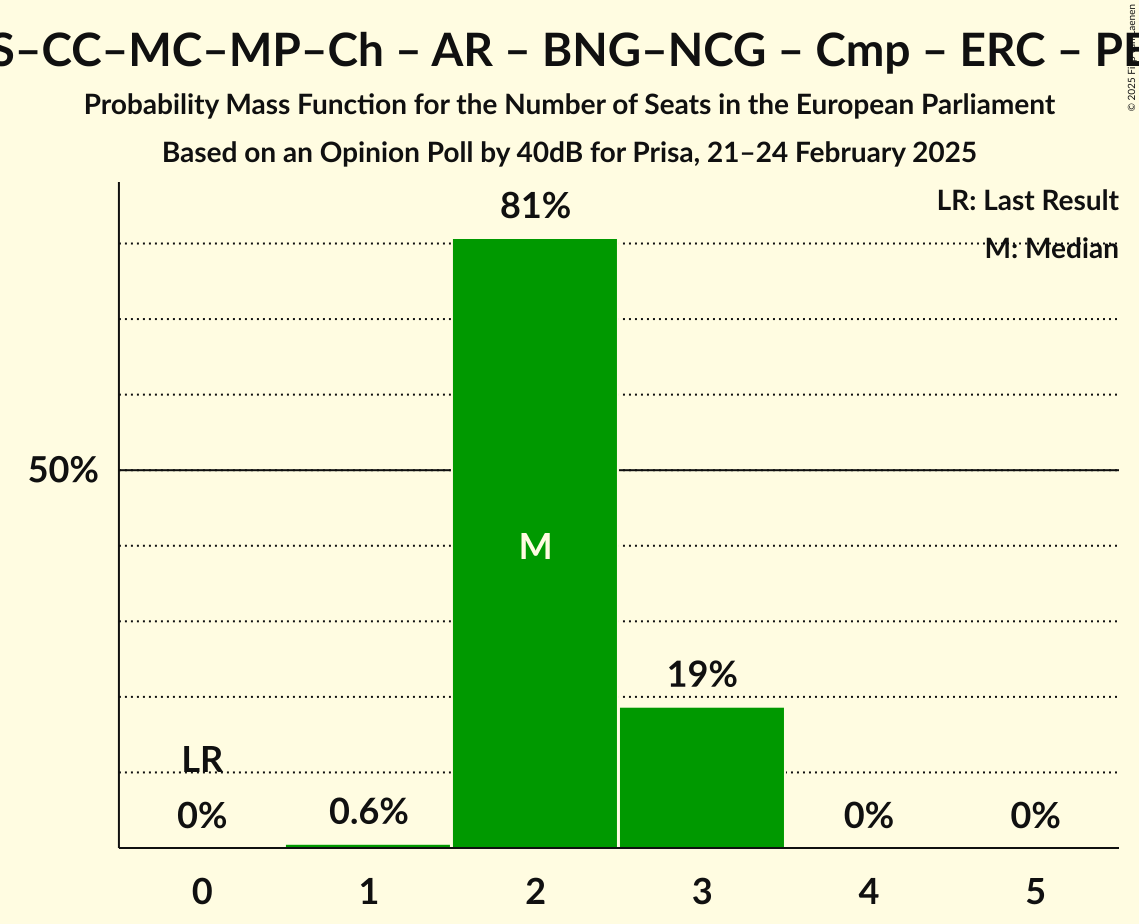 S–CC–MC–MP–Ch – AR – BNG–NCG – Cmp – ERC – PE
Probability Mass Function for the Number of Seats in the European Parliament
Based on an Opinion Poll by 40dB for Prisa, 21–24 February 2025
LR: Last Result
M: Median
81%
50%
M
19%
LR
0%
0.6%
0%
0%
0 1 2 3 4 5
© 2025